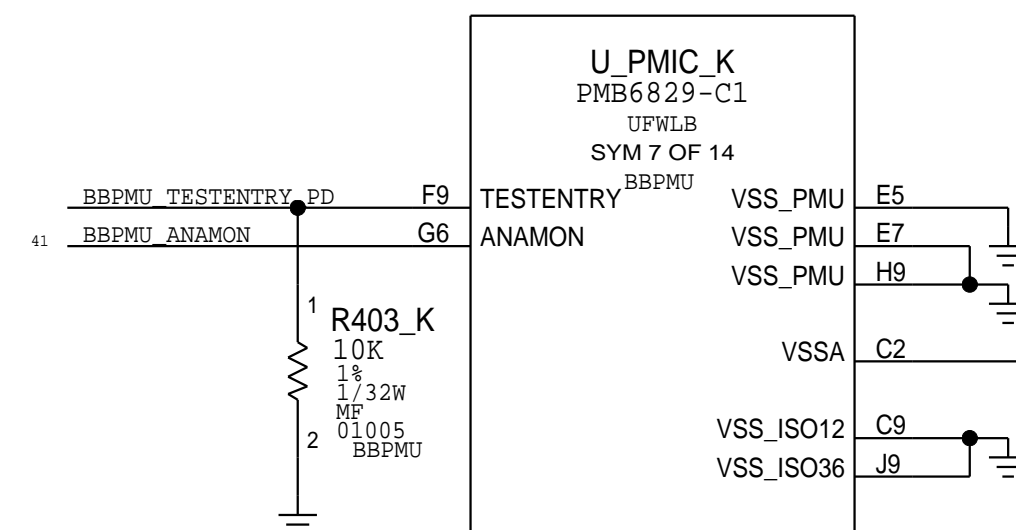 U_PMIC_K
PMB6829-C1
UFWLB
SYM 7 OF 14
BBPMU
BBPMU_TESTENTRY_PD F9 TESTENTRY VSS_PMU E5
41 BBPMU_ANAMON G6 ANAMON VSS_PMU E7
VSS_PMU H9
1
R403_K
10K
1%
1/32W
MF
01005
BBPMU
2
VSSA C2
VSS_ISO12 C9
VSS_ISO36 J9